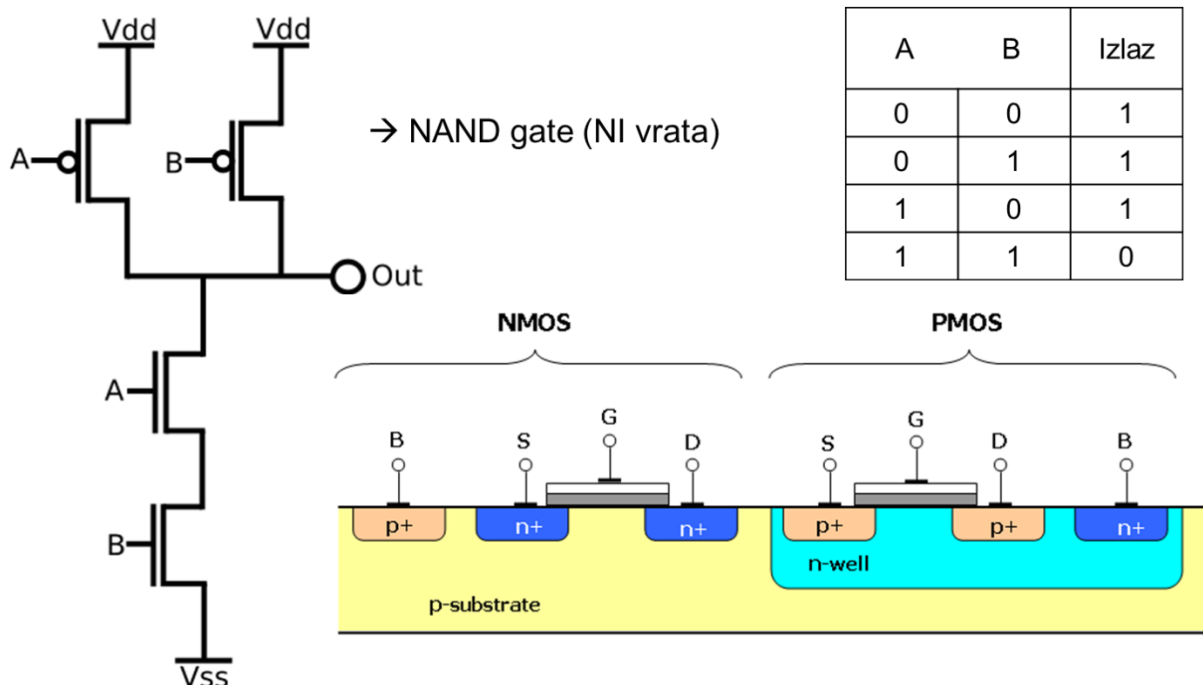 Vdd
Vdd
A
B
Out
A
B
Vss
→ NAND gate (NI vrata)
A B Izlaz
0 0 1
0 1 1
1 0 1
1 1 0
NMOS PMOS
B S G D S G D B
p+ n+ n+ p+ p+ n+
n-well
p-substrate